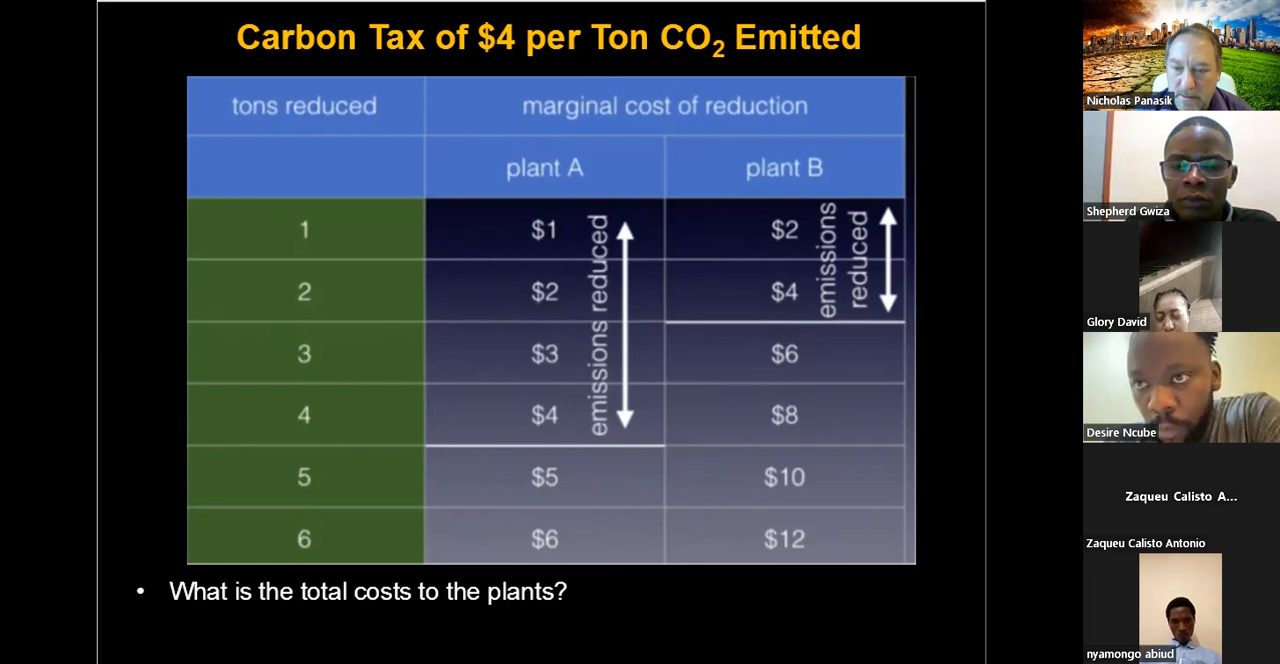 Carbon Tax of $4 per Ton CO₂ Emitted
tons reduced
marginal cost of reduction
plant A
plant B
1
$1
$2
2
$2
$4
3
$3
$6
4
$4
$8
5
$5
$10
6
$6
$12
emissions reduced
emissions
reduced
• What is the total costs to the plants?
Nicholas Panasik
Shepherd Gwiza
Glory David
Desire Ncube
Zaqueu Calisto A...
Zaqueu Calisto Antonio
nyamongo abiud